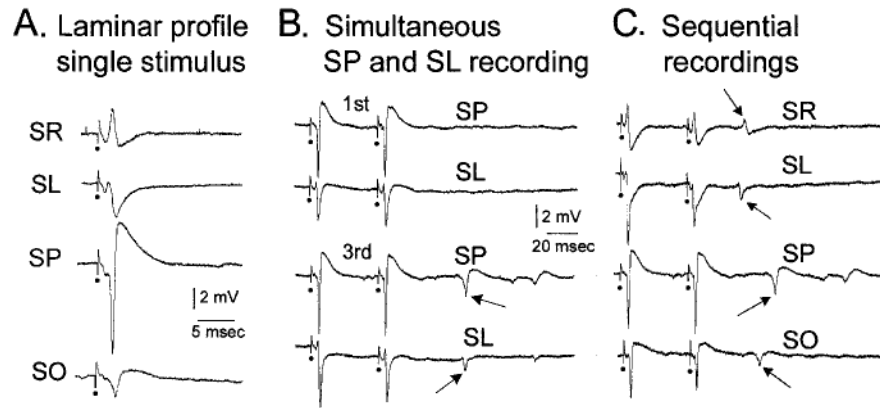 A. Laminar profile
single stimulus
SR
SL
SP
2 mV
5 msec
SO
B. Simultaneous
SP and SL recording
1st
SP
SL
2 mV
20 msec
3rd
SP
SL
C. Sequential
recordings
SR
SL
SP
SO